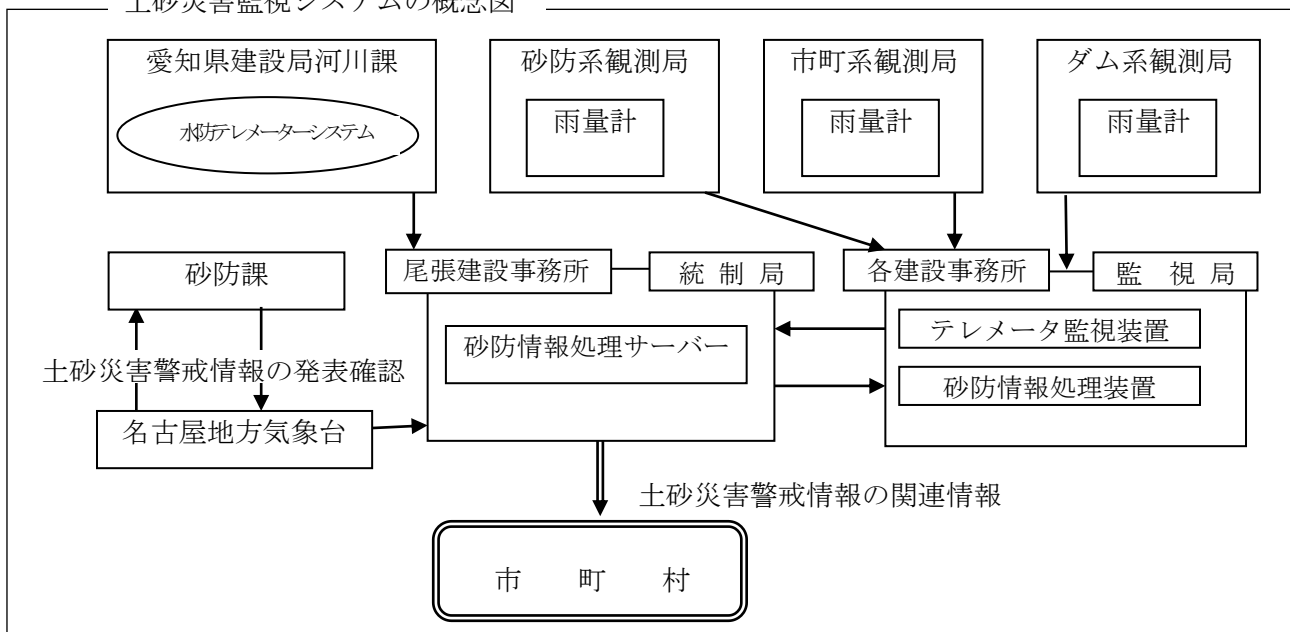 土砂災害監視システムの概念図
愛知県建設局河川課
水防テレメーターシステム
砂防系観測局
雨量計
市町系観測局
雨量計
ダム系観測局
雨量計
砂防課
尾張建設事務所
統制局
各建設事務所
監視局
砂防情報処理サーバー
テレメータ監視装置
砂防情報処理装置
土砂災害警戒情報の発表確認
名古屋地方気象台
土砂災害警戒情報の関連情報
市町村